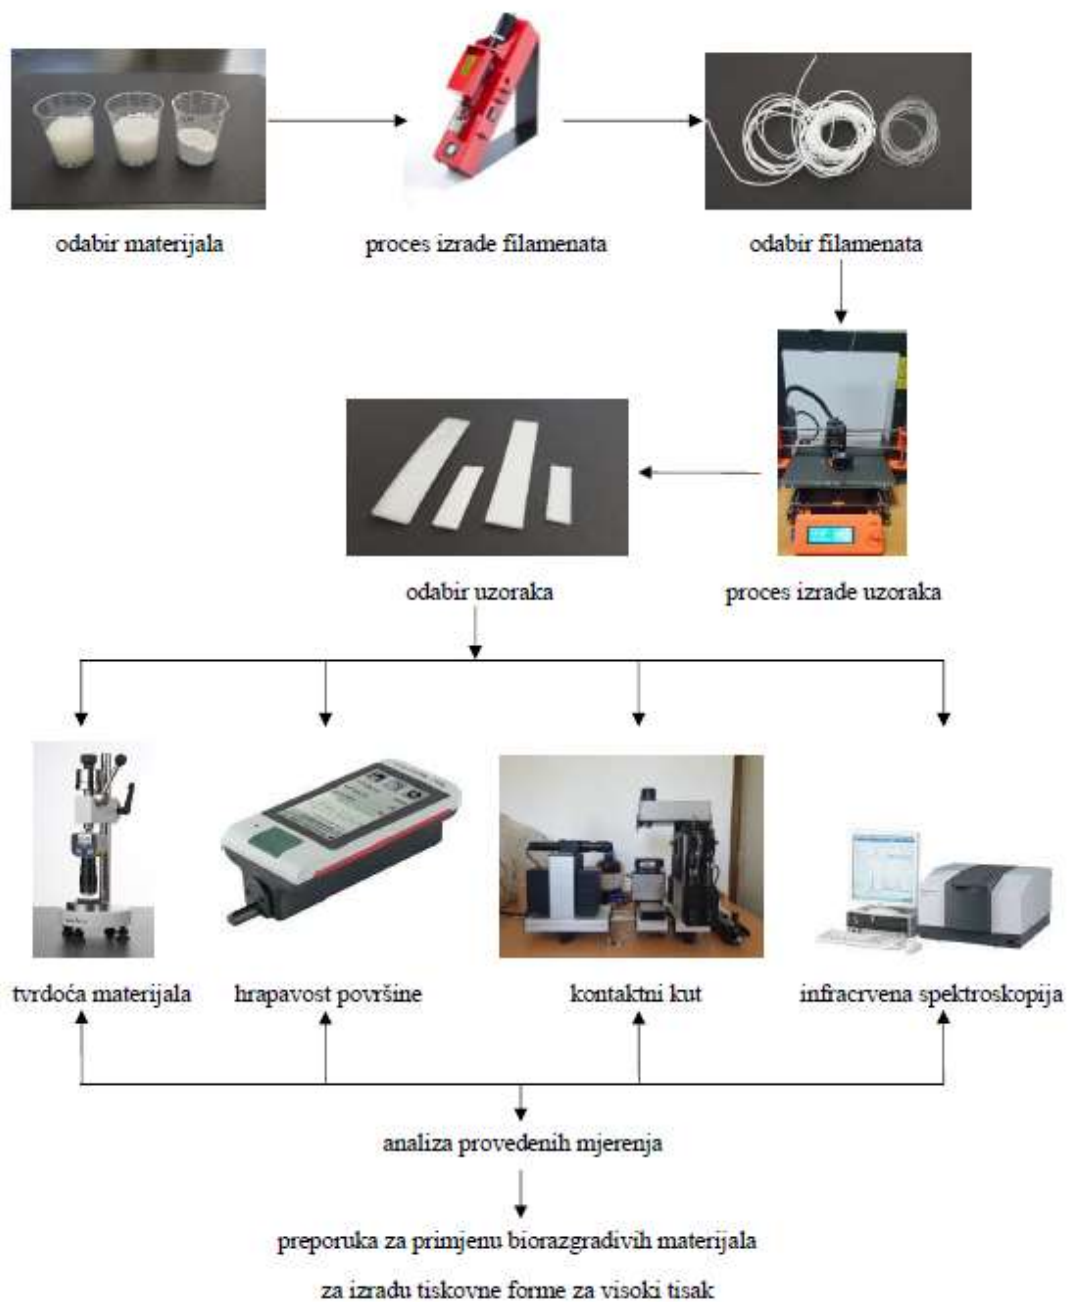 odabir materijala
proces izrade filamenata
odabir filamenata
odabir uzoraka
proces izrade uzoraka
tvrdoća materijala
hrapavost površine
kontaktni kut
infracrvena spektroskopija
analiza provedenih mjerenja
preporuka za primjenu biorazgradivih materijala
za izradu tiskovne forme za visoki tisak